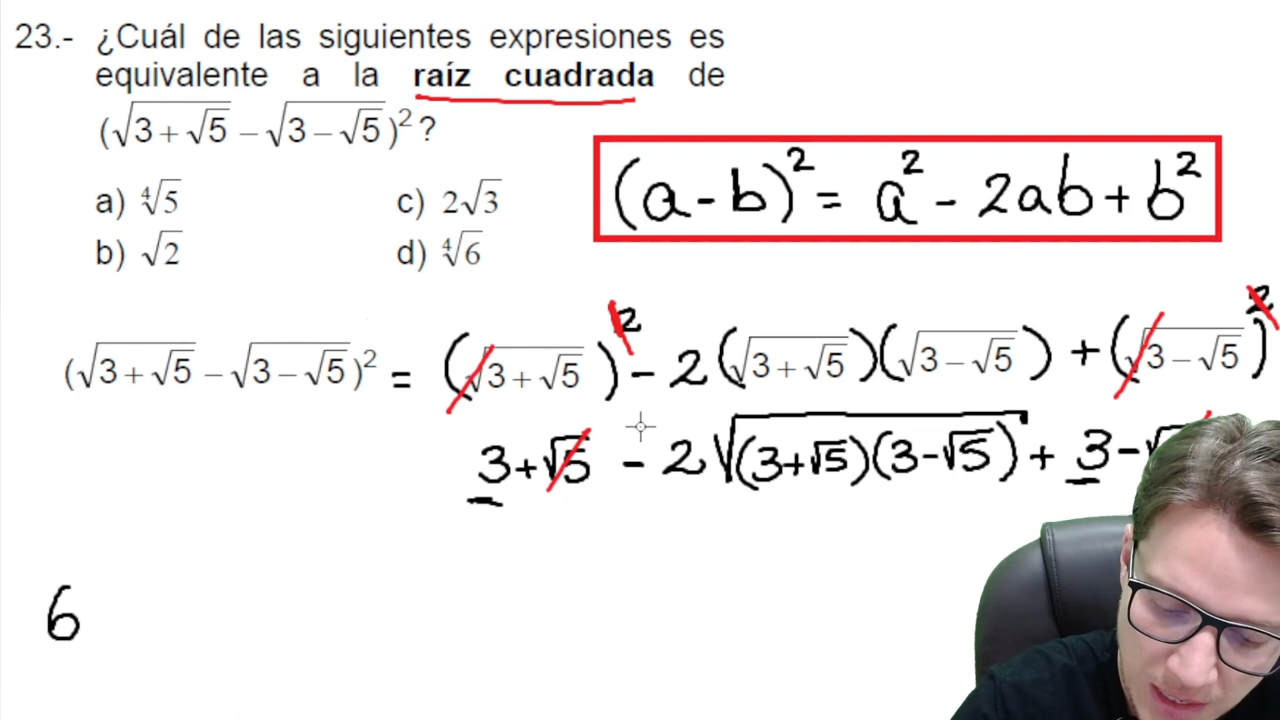 23.- ¿Cuál de las siguientes expresiones es
equivalente a la raíz cuadrada de
(√(3+√5) − √(3−√5))² ?
a) ∜5 c) 2√3
b) √2 d) ∜6
(a-b)² = a² - 2ab + b²
(√(3+√5) − √(3−√5))² = (√(3+√5))² - 2(√(3+√5))(√(3−√5)) + (√(3−√5))²
3+√5 - 2√((3+√5)(3-√5)) + 3-√
6